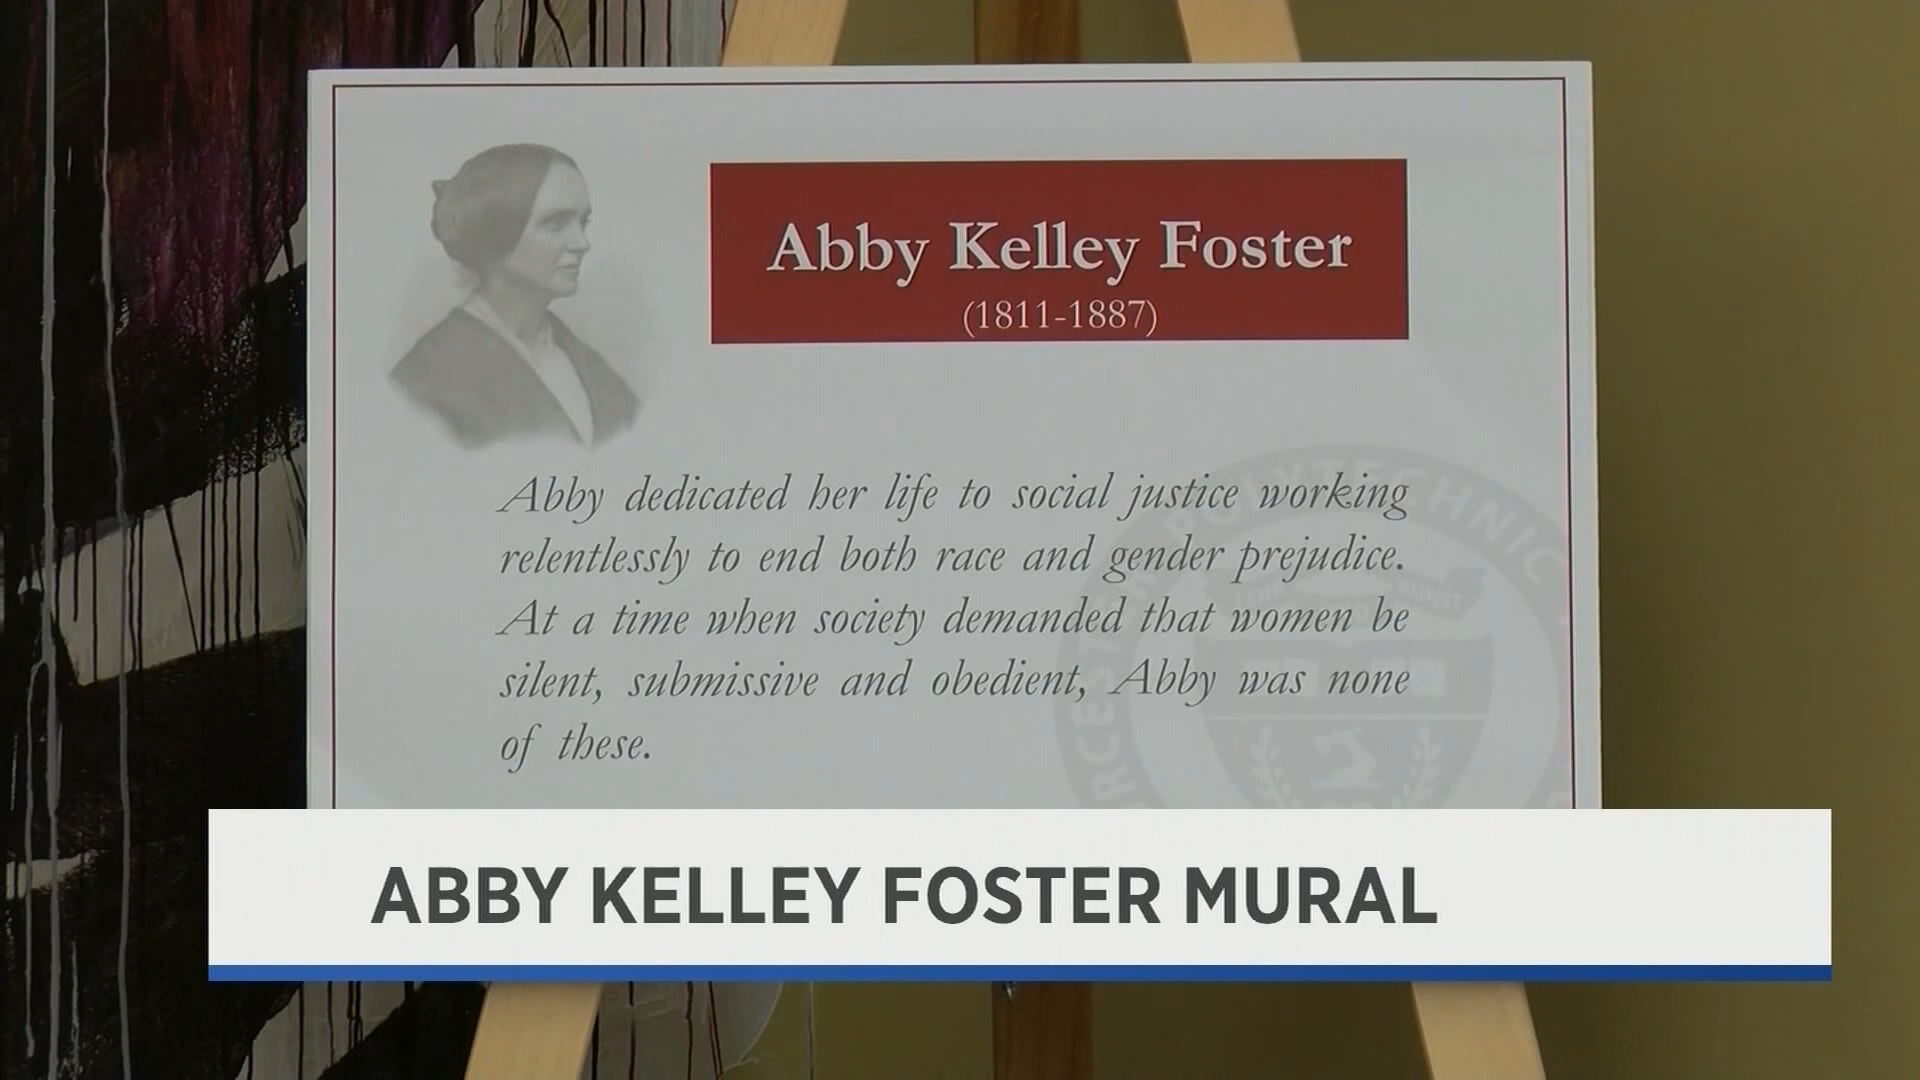 Abby Kelley Foster
(1811-1887)
Abby dedicated her life to social justice working
relentlessly to end both race and gender prejudice.
At a time when society demanded that women be
silent, submissive and obedient, Abby was none
of these.
POLYTECHNIC
ABBY KELLEY FOSTER MURAL